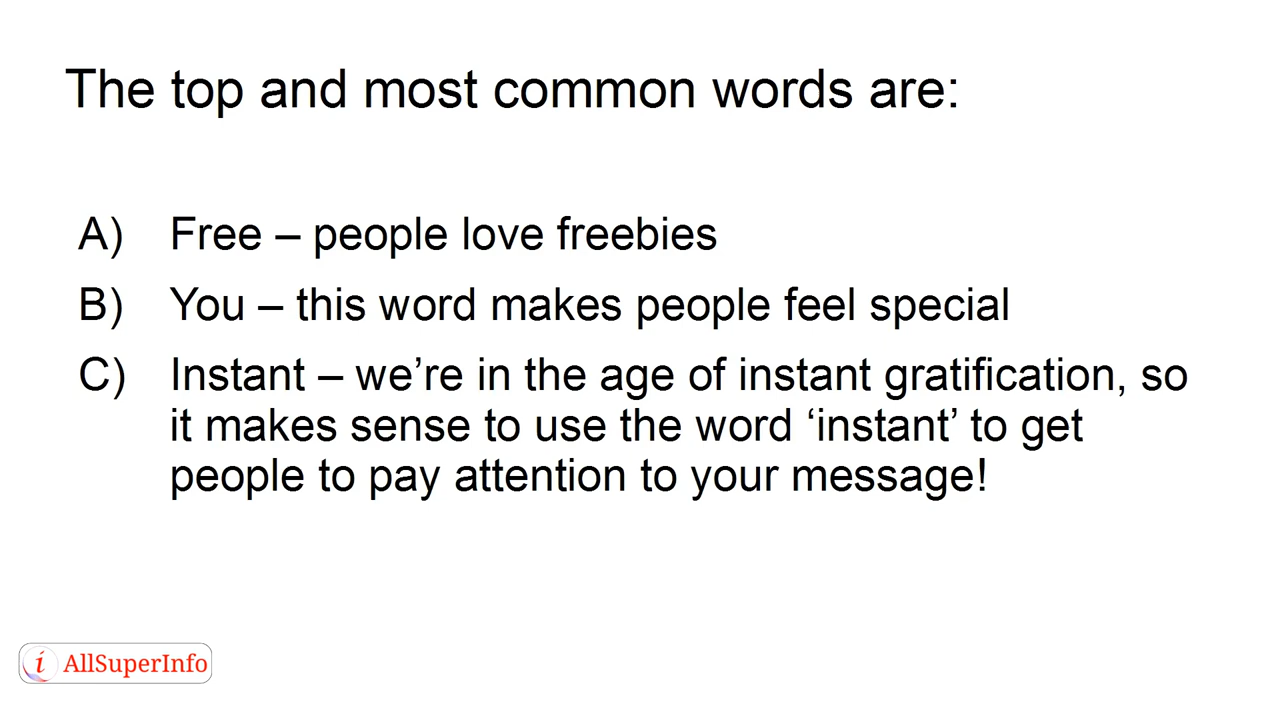 The top and most common words are:
A) Free – people love freebies
B) You – this word makes people feel special
C) Instant – we’re in the age of instant gratification, so
it makes sense to use the word ‘instant’ to get
people to pay attention to your message!
i AllSuperInfo